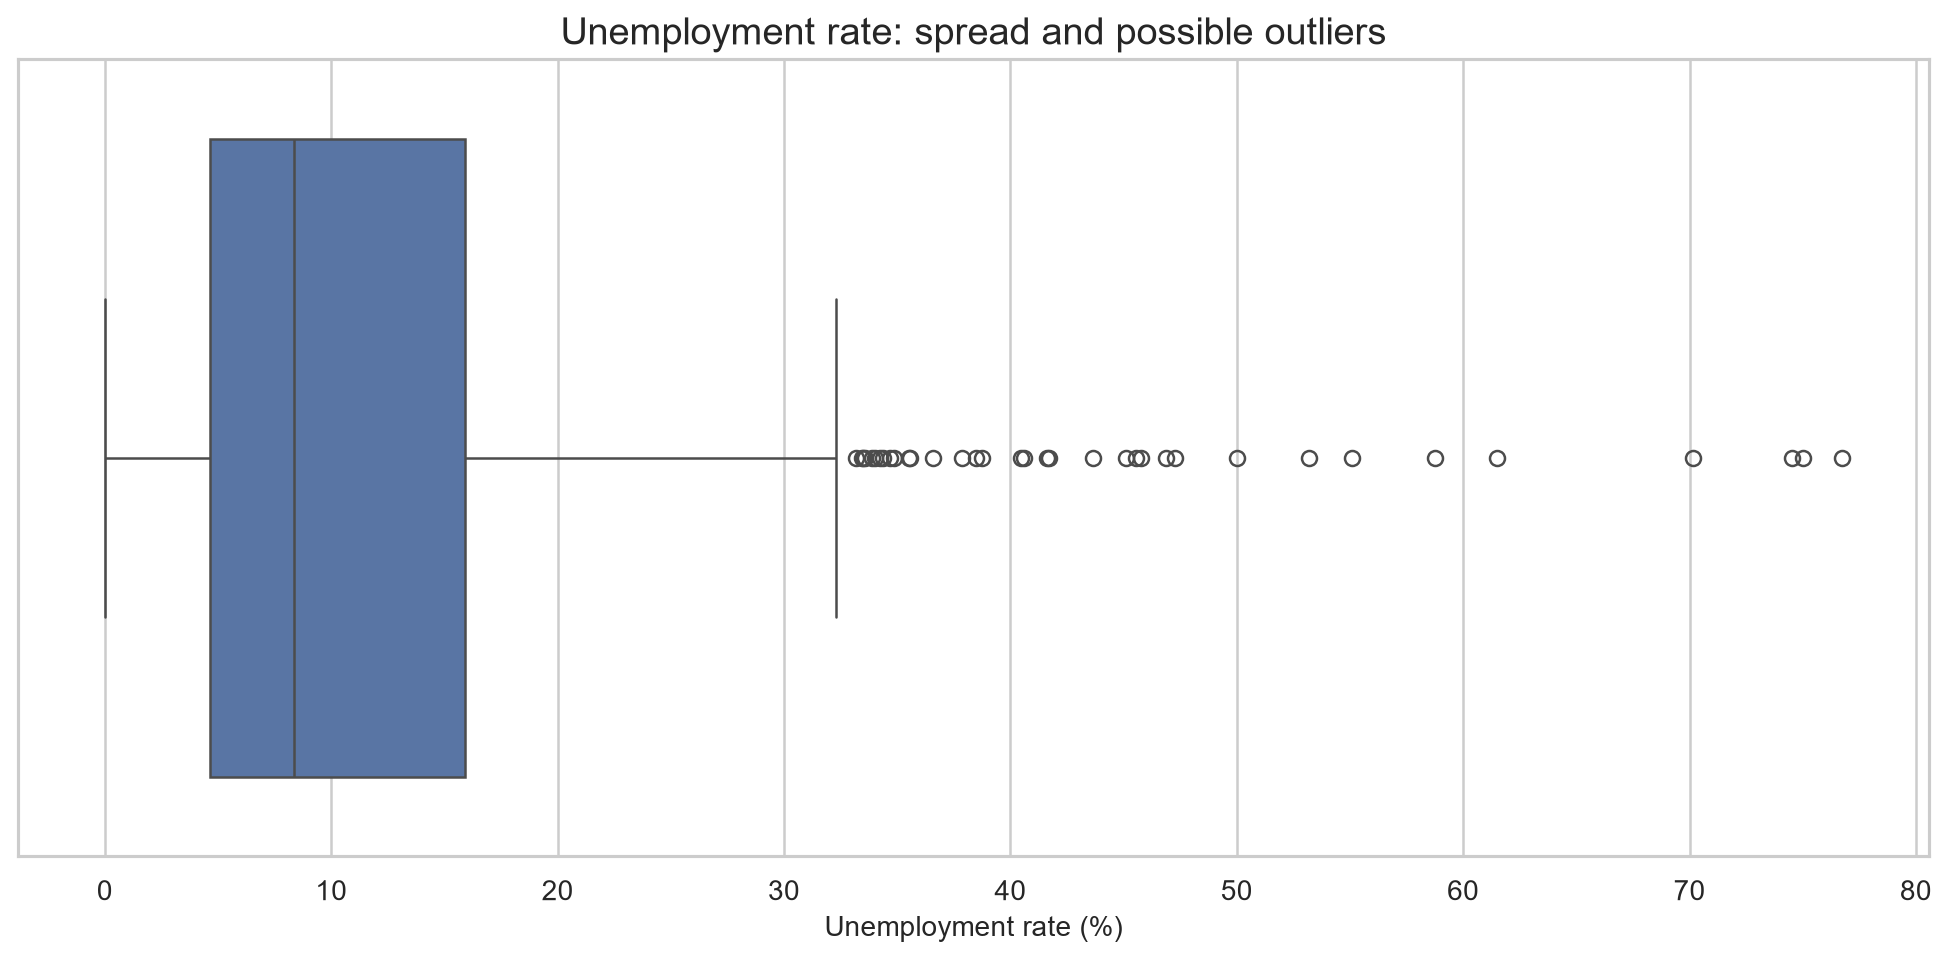 Unemployment rate: spread and possible outliers
0 10 20 30 40 50 60 70 80
Unemployment rate (%)